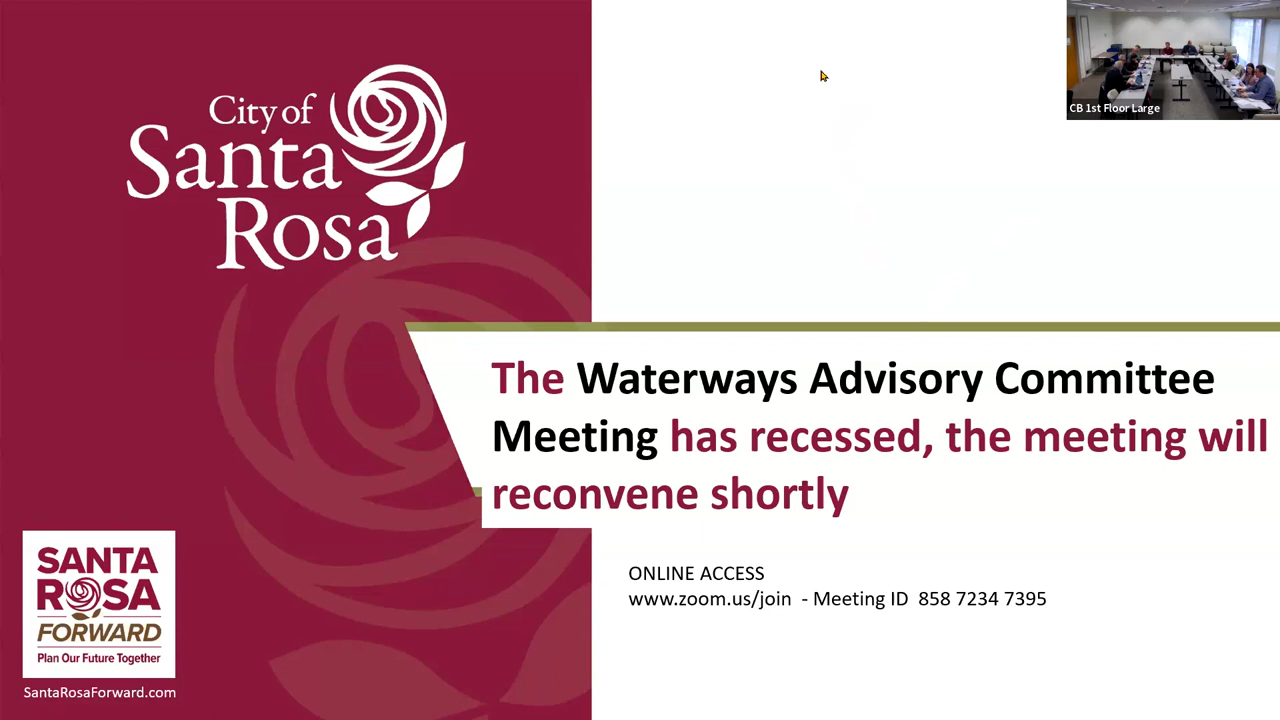 City of
Santa
Rosa
CB 1st Floor Large
The Waterways Advisory Committee
Meeting has recessed, the meeting will
reconvene shortly
ONLINE ACCESS
www.zoom.us/join - Meeting ID 858 7234 7395
SANTA
ROSA
FORWARD
Plan Our Future Together
SantaRosaForward.com